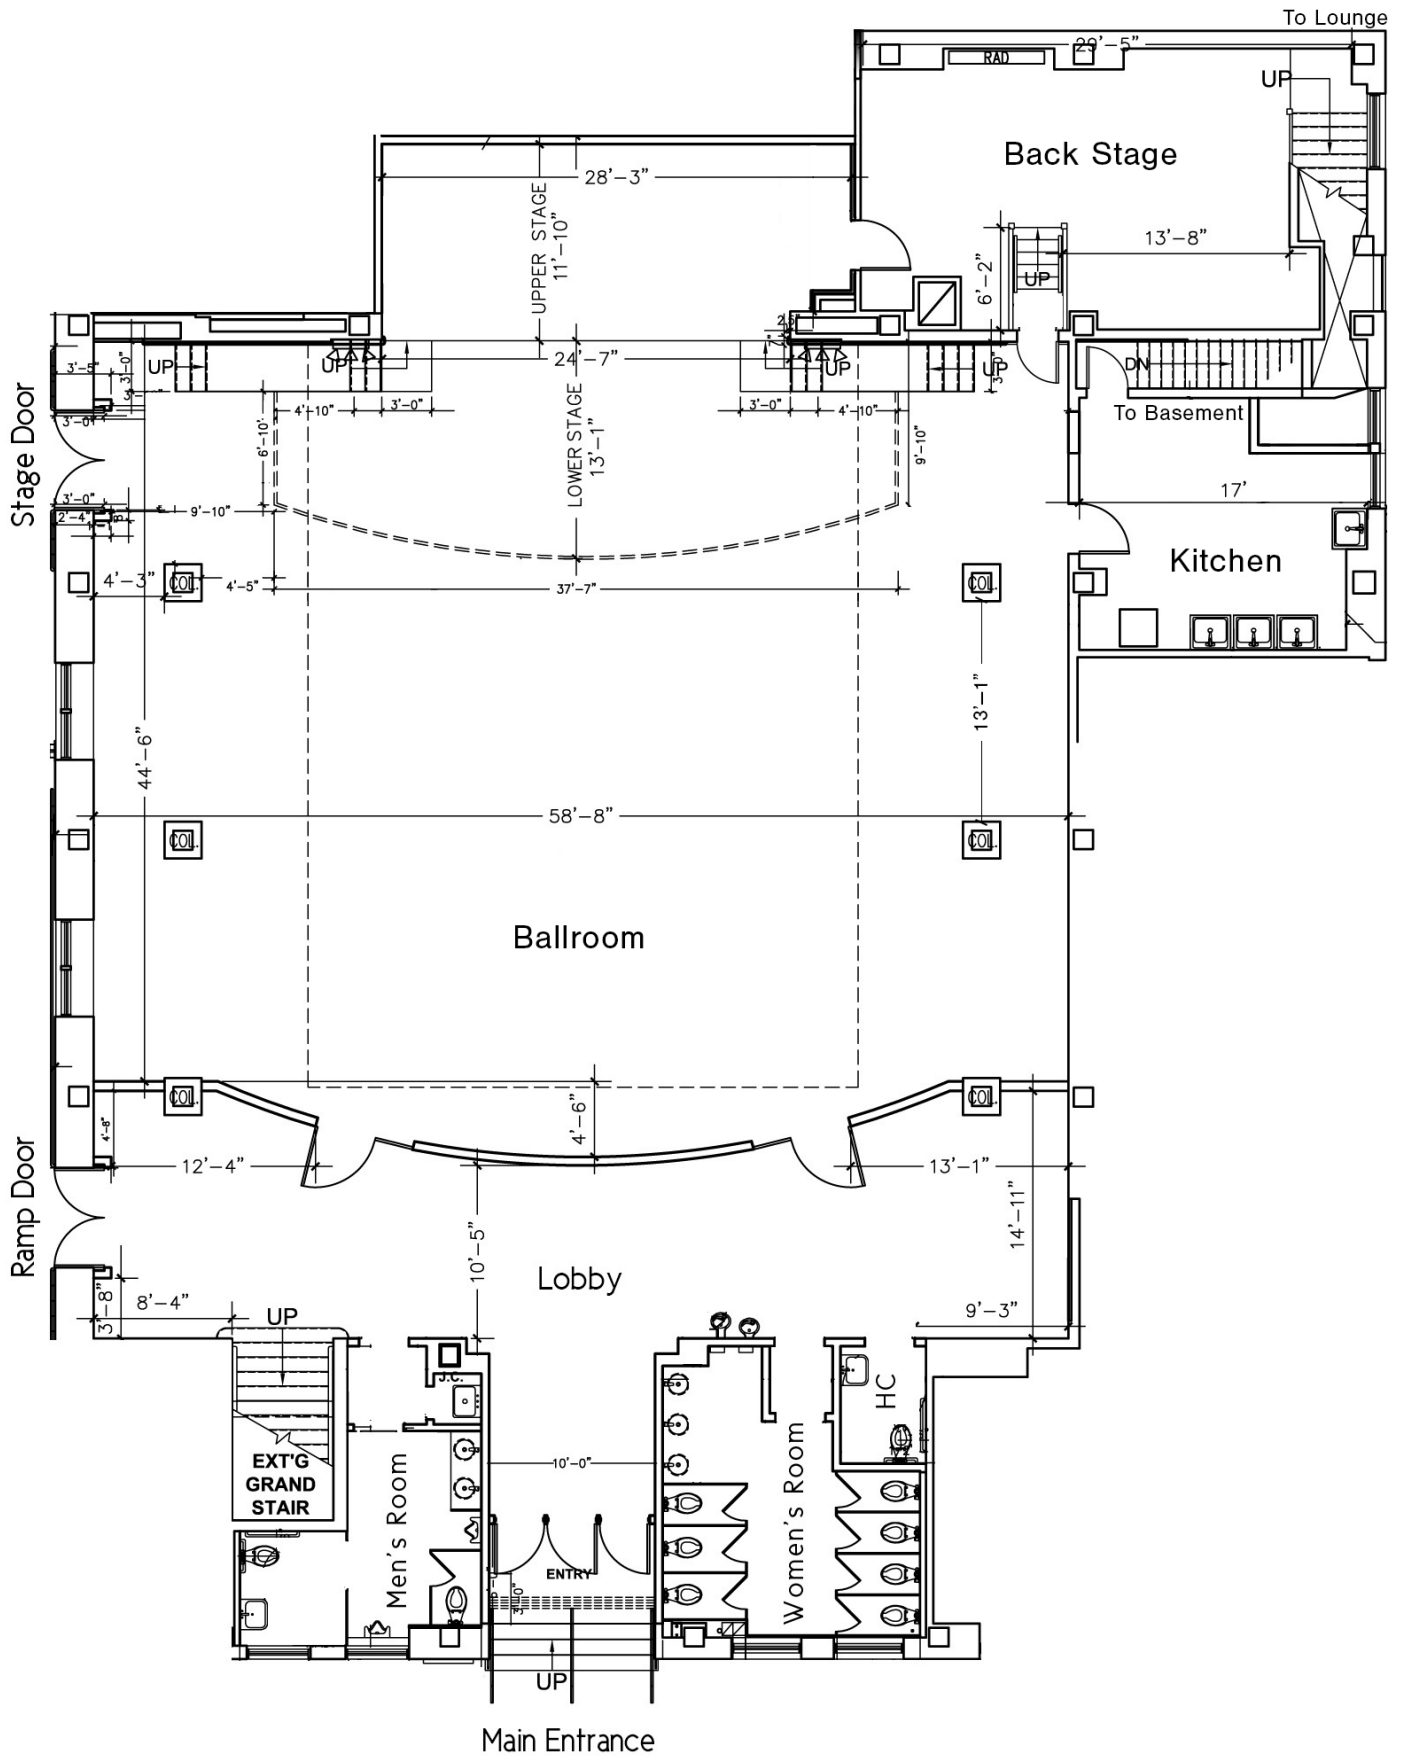 To Lounge
29'-5"
RAD
UP
Back Stage
28'-3"
UPPER STAGE
11'-10"
13'-8"
6'-2"
UP
UP
UP
24'-7"
UP
UP
DN
To Basement
3'-5"
3'-0"
3'-0"
4'-10"
3'-0"
3'-0"
4'-10"
6'-10"
LOWER STAGE
13'-1"
9'-10"
Stage Door
3'-0"
2'-4"
9'-10"
17'
Kitchen
4'-3"
COL.
4'-5"
37'-7"
COL.
13'-1"
44'-6"
58'-8"
COL.
COL.
Ballroom
COL.
COL.
4'-8"
4'-6"
12'-4"
13'-1"
Ramp Door
10'-5"
14'-11"
Lobby
3'-8"
8'-4"
UP
9'-3"
J.C.
HC
EXT'G
GRAND
STAIR
Men's Room
10'-0"
Women's Room
ENTRY
3'-0"
UP
Main Entrance